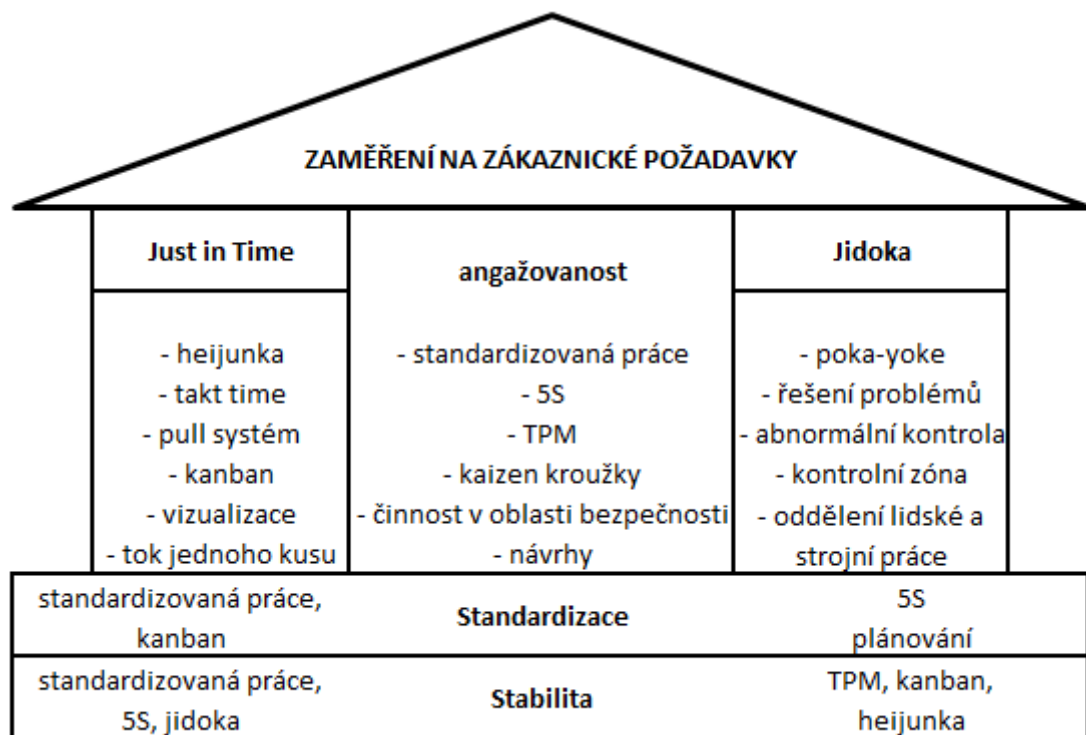 ZAMĚŘENÍ NA ZÁKAZNICKÉ POŽADAVKY
Just in Time
- heijunka
- takt time
- pull systém
- kanban
- vizualizace
- tok jednoho kusu
angažovanost
- standardizovaná práce
- 5S
- TPM
- kaizen kroužky
- činnost v oblasti bezpečnosti
- návrhy
Jidoka
- poka-yoke
- řešení problémů
- abnormální kontrola
- kontrolní zóna
- oddělení lidské a
strojní práce
standardizovaná práce,
kanban
Standardizace
5S
plánování
standardizovaná práce,
5S, jidoka
Stabilita
TPM, kanban,
heijunka